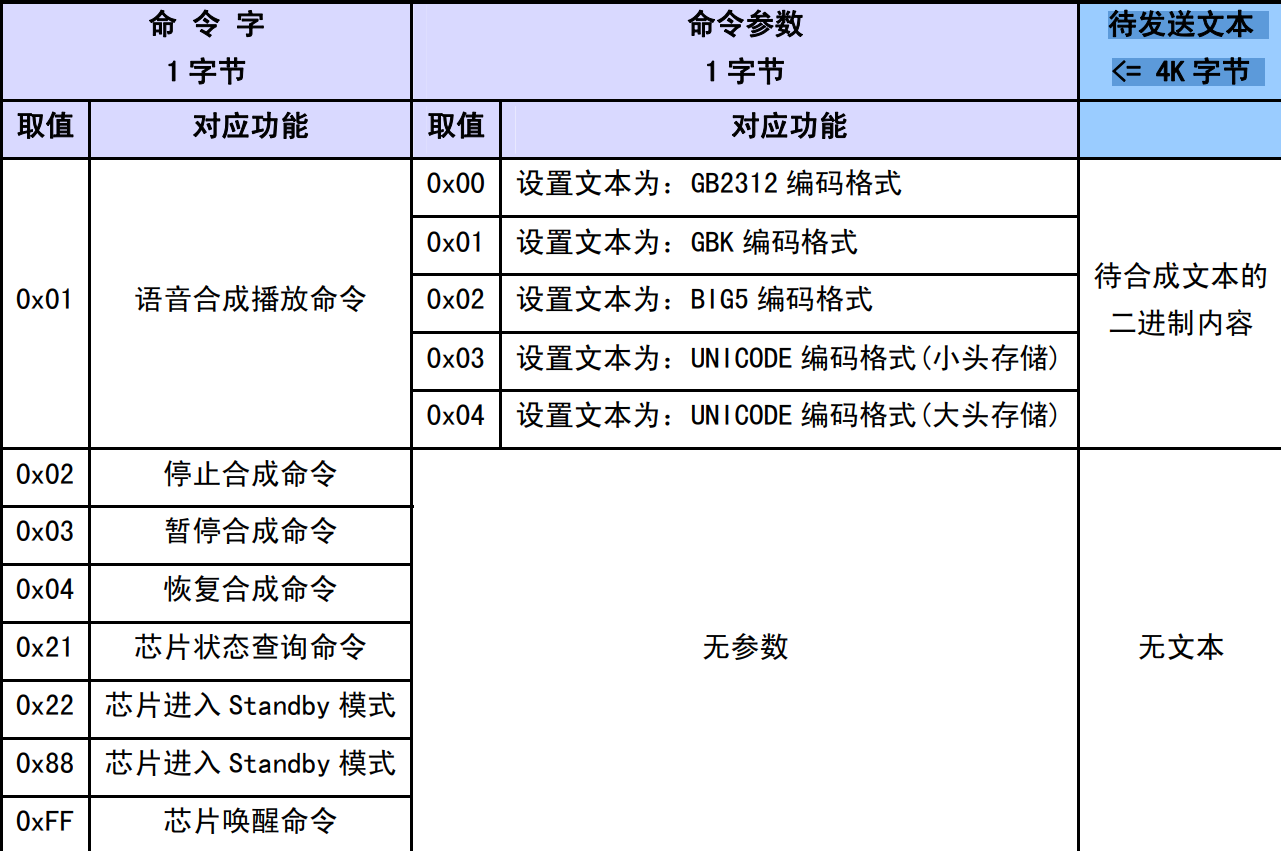 命 令 字
1 字节
命令参数
1 字节
待发送文本
<= 4K 字节
取值
对应功能
取值
对应功能
0x01
语音合成播放命令
0x00
设置文本为：GB2312 编码格式
0x01
设置文本为：GBK 编码格式
0x02
设置文本为：BIG5 编码格式
0x03
设置文本为：UNICODE 编码格式(小头存储)
0x04
设置文本为：UNICODE 编码格式(大头存储)
待合成文本的
二进制内容
0x02
停止合成命令
0x03
暂停合成命令
0x04
恢复合成命令
0x21
芯片状态查询命令
0x22
芯片进入 Standby 模式
0x88
芯片进入 Standby 模式
0xFF
芯片唤醒命令
无参数
无文本